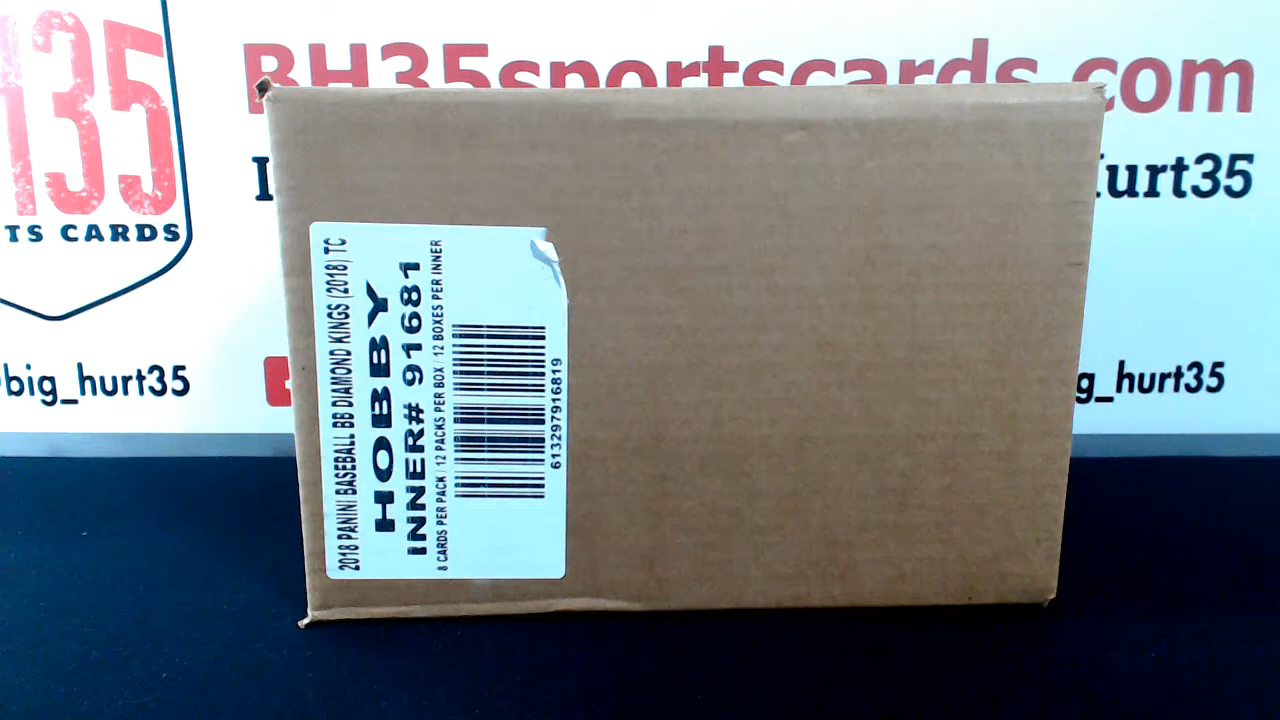 135
TS CARDS
BH35sportscards.com
urt35
big_hurt35
g_hurt35
2018 PANINI BASEBALL BB DIAMOND KINGS (2018) TC
HOBBY
INNER# 91681
8 CARDS PER PACK / 12 PACKS PER BOX / 12 BOXES PER INNER
613297916819